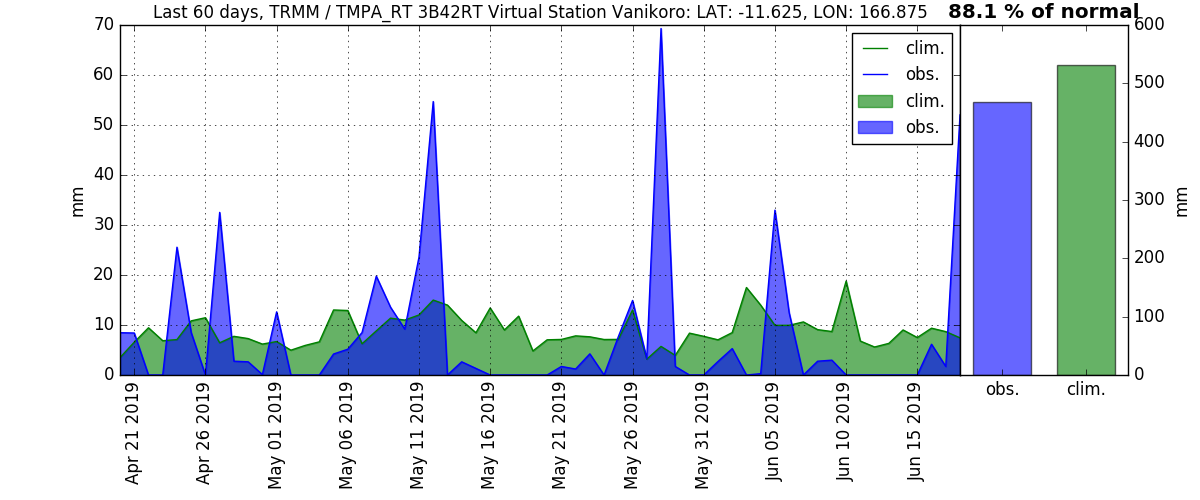 Last 60 days, TRMM / TMPA_RT 3B42RT Virtual Station Vanikoro: LAT: -11.625, LON: 166.875
88.1 % of normal
70
60
50
40
30
20
10
0
mm
clim.
obs.
clim.
obs.
Apr 21 2019
Apr 26 2019
May 01 2019
May 06 2019
May 11 2019
May 16 2019
May 21 2019
May 26 2019
May 31 2019
Jun 05 2019
Jun 10 2019
Jun 15 2019
600
500
400
300
200
100
0
mm
obs.
clim.